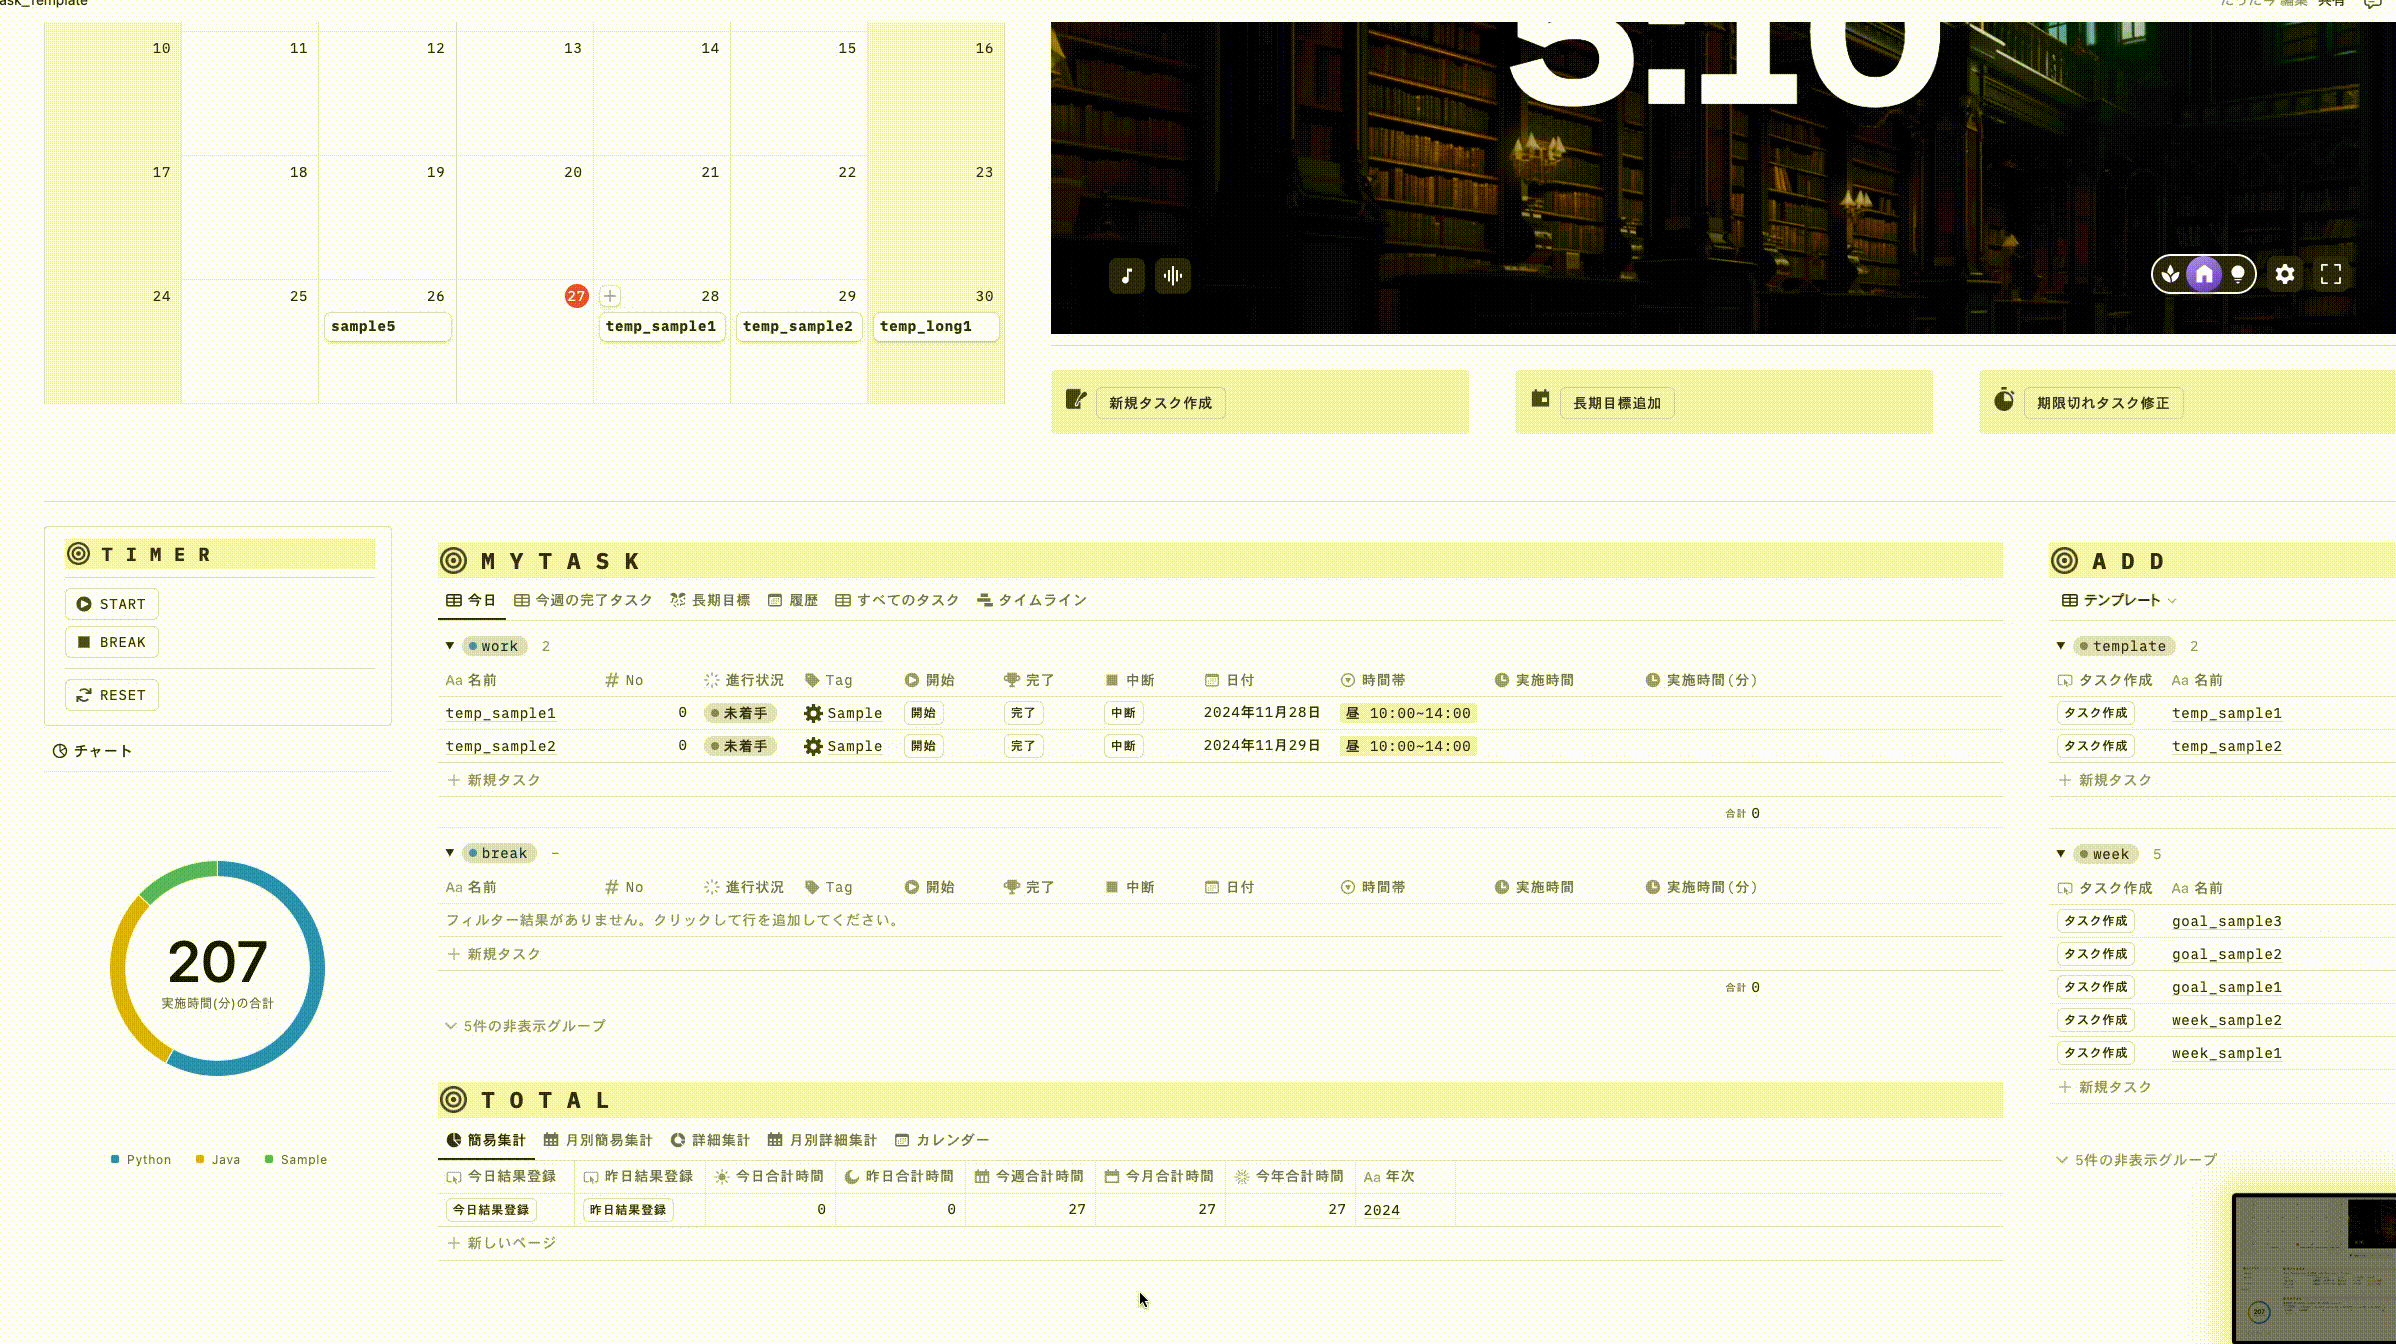 ask_Template
たった今 編集 共有
10 11 12 13 14 15 16
17 18 19 20 21 22 23
24 25 26 27 28 29 30
sample5 temp_sample1 temp_sample2 temp_long1
5:10
新規タスク作成
長期目標追加
期限切れタスク修正
TIMER
START
BREAK
RESET
チャート
207
実施時間(分)の合計
Python Java Sample
MYTASK
今日 今週の完了タスク 長期目標 履歴 すべてのタスク タイムライン
work 2
Aa 名前 No 進行状況 Tag 開始 完了 中断 日付 時間帯 実施時間 実施時間(分)
temp_sample1 0 未着手 Sample 開始 完了 中断 2024年11月28日 昼 10:00~14:00
temp_sample2 0 未着手 Sample 開始 完了 中断 2024年11月29日 昼 10:00~14:00
+ 新規タスク
合計 0
break –
Aa 名前 No 進行状況 Tag 開始 完了 中断 日付 時間帯 実施時間 実施時間(分)
フィルター結果がありません。クリックして行を追加してください。
+ 新規タスク
合計 0
5件の非表示グループ
TOTAL
簡易集計 月別簡易集計 詳細集計 月別詳細集計 カレンダー
今日結果登録 昨日結果登録 今日合計時間 昨日合計時間 今週合計時間 今月合計時間 今年合計時間 Aa 年次
今日結果登録 昨日結果登録 0 0 27 27 27 2024
+ 新しいページ
ADD
テンプレート
template 2
タスク作成 Aa 名前
タスク作成 temp_sample1
タスク作成 temp_sample2
+ 新規タスク
week 5
タスク作成 Aa 名前
タスク作成 goal_sample3
タスク作成 goal_sample2
タスク作成 goal_sample1
タスク作成 week_sample2
タスク作成 week_sample1
+ 新規タスク
5件の非表示グループ
207